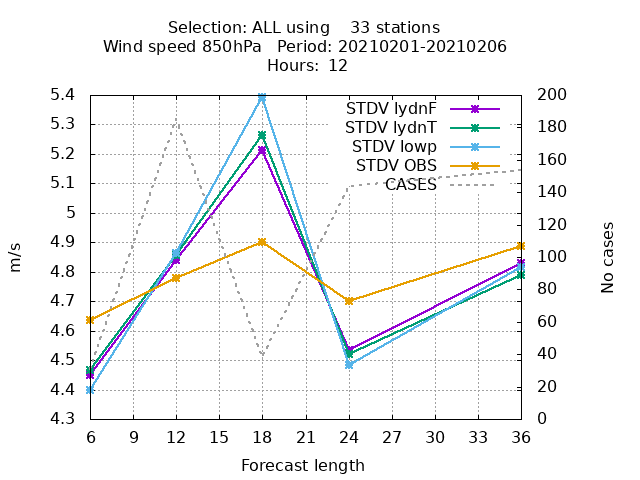 Selection: ALL using    33 stations
Wind speed 850hPa   Period: 20210201-20210206
Hours:  12
STDV lydnF
STDV lydnT
STDV lowp
STDV OBS
CASES
5.4
5.3
5.2
5.1
5
4.9
4.8
4.7
4.6
4.5
4.4
4.3
m/s
200
180
160
140
120
100
80
60
40
20
0
No cases
6 9 12 15 18 21 24 27 30 33 36
Forecast length